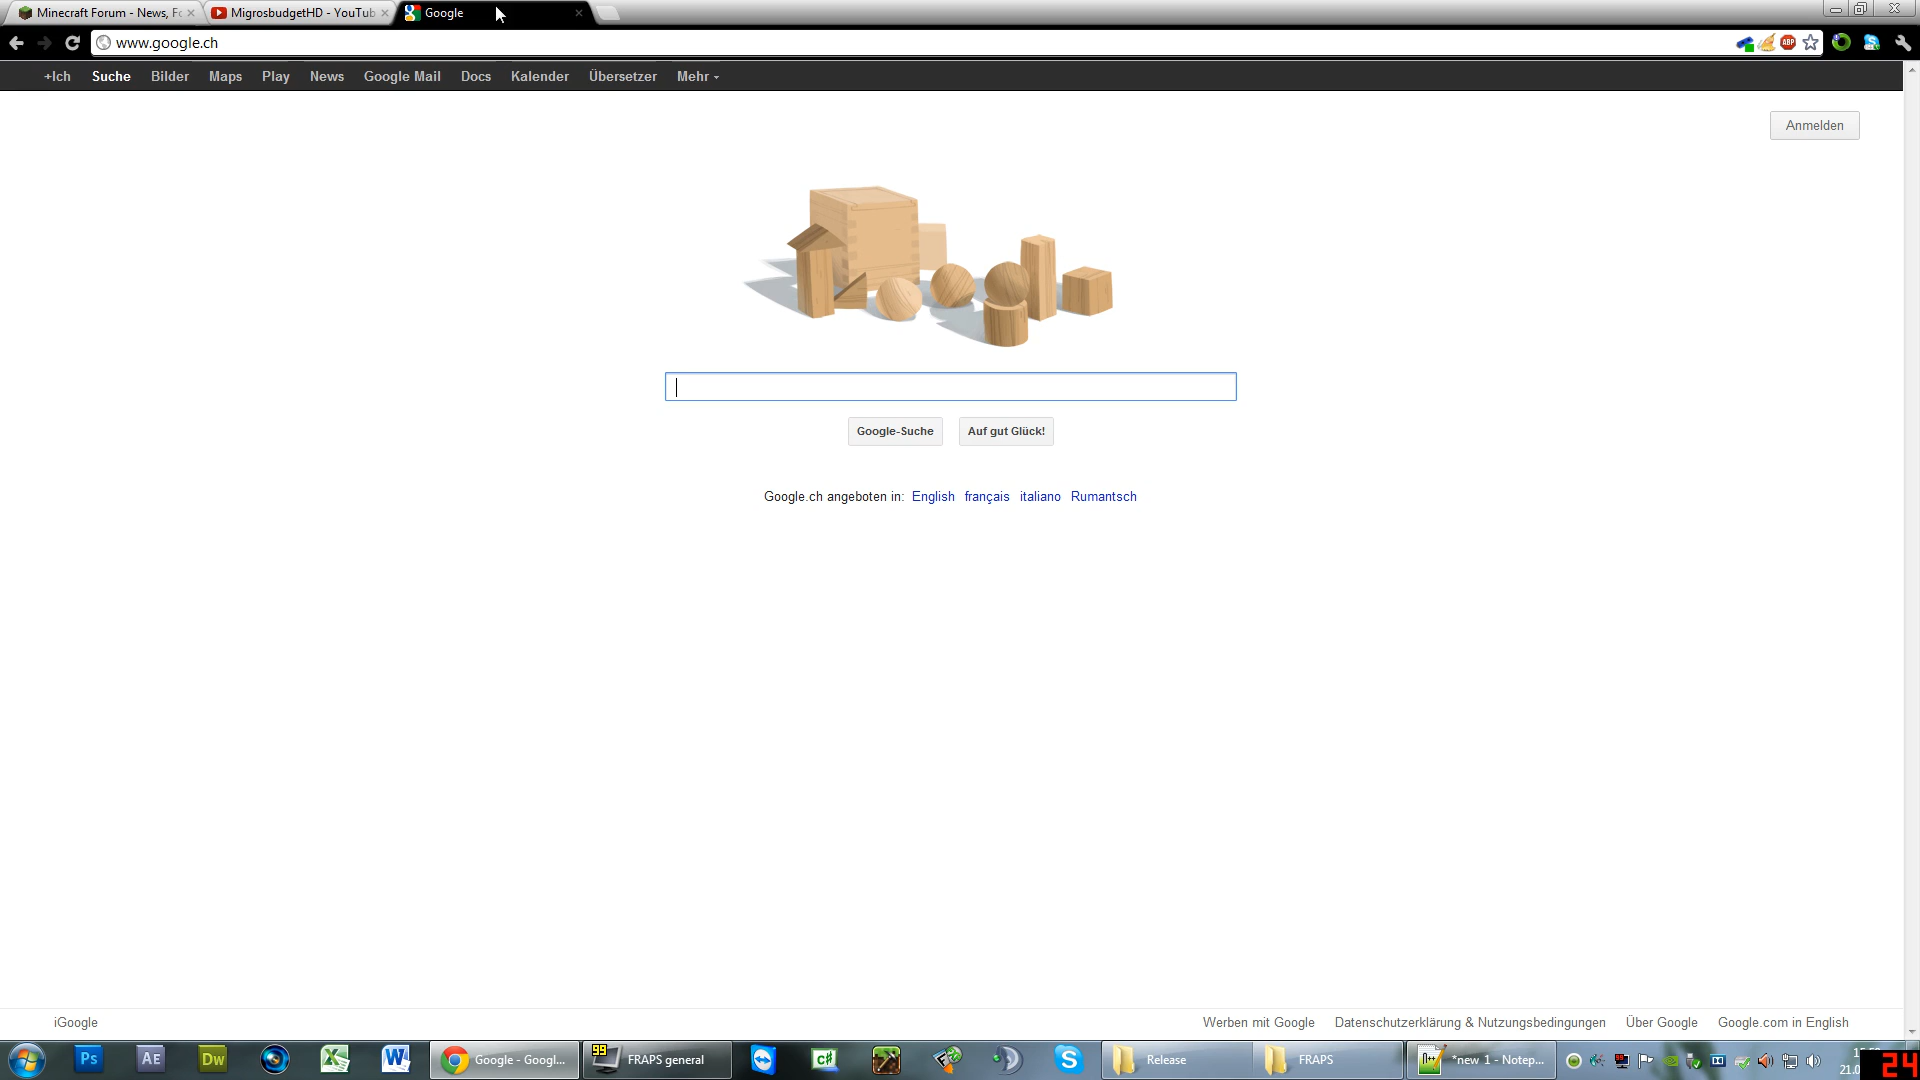 Minecraft Forum - News, Fo
MigrosbudgetHD - YouTub
Google
www.google.ch
+Ich Suche Bilder Maps Play News Google Mail Docs Kalender Übersetzer Mehr
Anmelden
Google-Suche Auf gut Glück!
Google.ch angeboten in: English français italiano Rumantsch
iGoogle
Werben mit Google Datenschutzerklärung & Nutzungsbedingungen Über Google Google.com in English
Ps AE Dw Google - Googl... 99 FRAPS general C# Release FRAPS *new 1 - Notep...
21.0
24